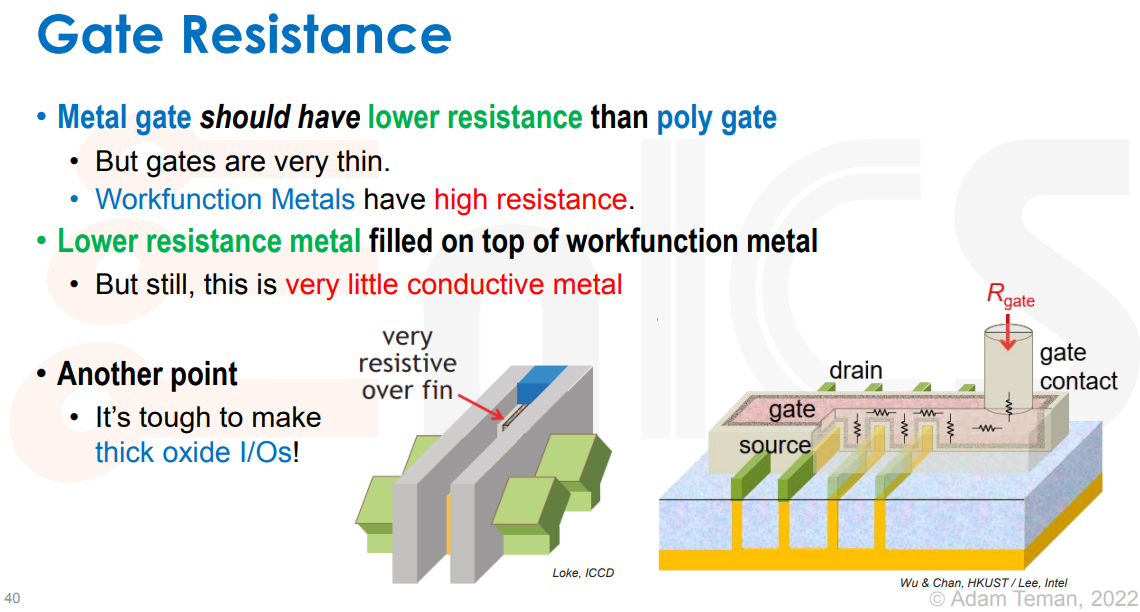 Gate Resistance
• Metal gate should have lower resistance than poly gate
• But gates are very thin.
• Workfunction Metals have high resistance.
• Lower resistance metal filled on top of workfunction metal
• But still, this is very little conductive metal
• Another point
• It’s tough to make
thick oxide I/Os!
very
resistive
over fin
Loke, ICCD
Rgate
gate
contact
drain
gate
source
Wu & Chan, HKUST / Lee, Intel
40
© Adam Teman, 2022
nICS